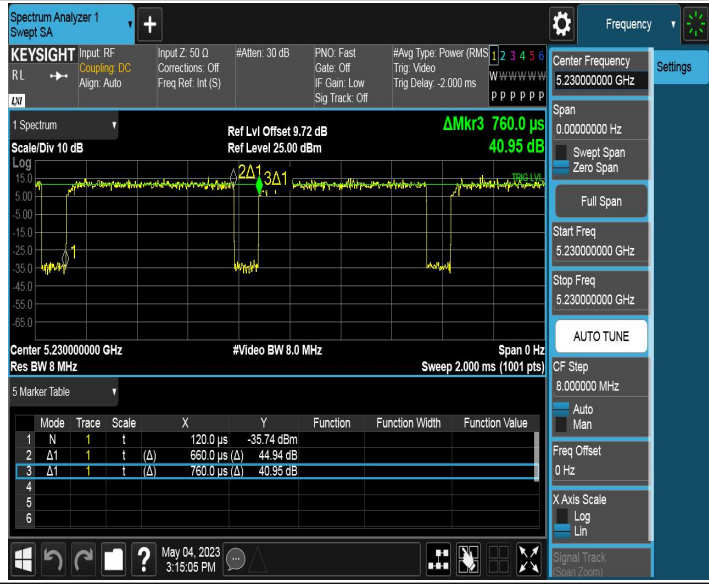 Spectrum Analyzer 1
Swept SA
Frequency
KEYSIGHT
RL
LXI
Input: RF
Coupling: DC
Align: Auto
Input Z: 50 Ω
Corrections: Off
Freq Ref: Int (S)
#Atten: 30 dB
PNO: Fast
Gate: Off
IF Gain: Low
Sig Track: Off
#Avg Type: Power (RMS
Trig: Video
Trig Delay: -2.000 ms
1 2 3 4 5 6
W W W W W W
P P P P P P
1 Spectrum
Scale/Div 10 dB
Ref Lvl Offset 9.72 dB
Ref Level 25.00 dBm
ΔMkr3 760.0 µs
40.95 dB
Log
15.0
5.00
-5.00
-15.0
-25.0
-35.0
-45.0
-55.0
-65.0
2Δ1
3Δ1
TRIG LVL
1
Center 5.230000000 GHz
Res BW 8 MHz
#Video BW 8.0 MHz
Span 0 Hz
Sweep 2.000 ms (1001 pts)
5 Marker Table
Mode Trace Scale X Y Function Function Width Function Value
1 N 1 t 120.0 µs -35.74 dBm
2 Δ1 1 t (Δ) 660.0 µs (Δ) 44.94 dB
3 Δ1 1 t (Δ) 760.0 µs (Δ) 40.95 dB
4
5
6
May 04, 2023
3:15:05 PM
Settings
Center Frequency
5.230000000 GHz
Span
0.00000000 Hz
Swept Span
Zero Span
Full Span
Start Freq
5.230000000 GHz
Stop Freq
5.230000000 GHz
AUTO TUNE
CF Step
8.000000 MHz
Auto
Man
Freq Offset
0 Hz
X Axis Scale
Log
Lin
Signal Track
(Span Zoom)